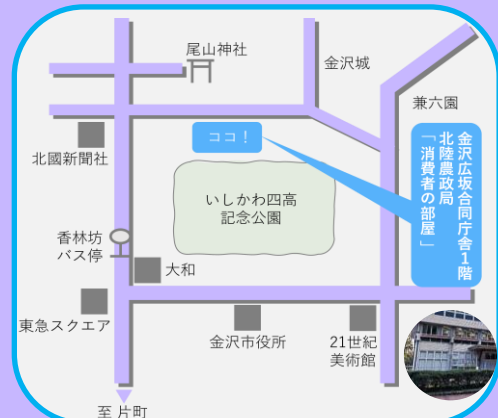 尾山神社
金沢城
兼六園
北國新聞社
ココ！
金沢広坂合同庁舎1階
北陸農政局
「消費者の部屋」
いしかわ四高
記念公園
香林坊
バス停
大和
東急スクエア
金沢市役所
21世紀
美術館
至 片町